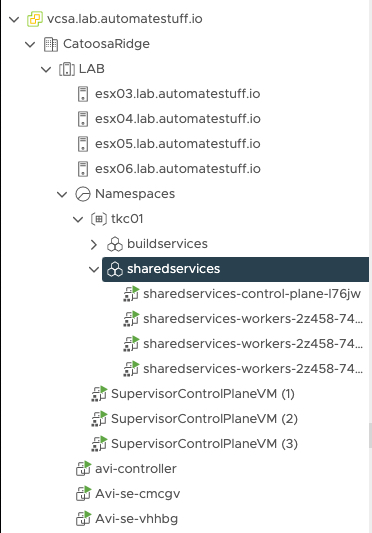 vcsa.lab.automatestuff.io
CatoosaRidge
LAB
esx03.lab.automatestuff.io
esx04.lab.automatestuff.io
esx05.lab.automatestuff.io
esx06.lab.automatestuff.io
Namespaces
tkc01
buildservices
sharedservices
sharedservices-control-plane-l76jw
sharedservices-workers-2z458-74...
sharedservices-workers-2z458-74...
sharedservices-workers-2z458-74...
SupervisorControlPlaneVM (1)
SupervisorControlPlaneVM (2)
SupervisorControlPlaneVM (3)
avi-controller
Avi-se-cmcgv
Avi-se-vhhbg